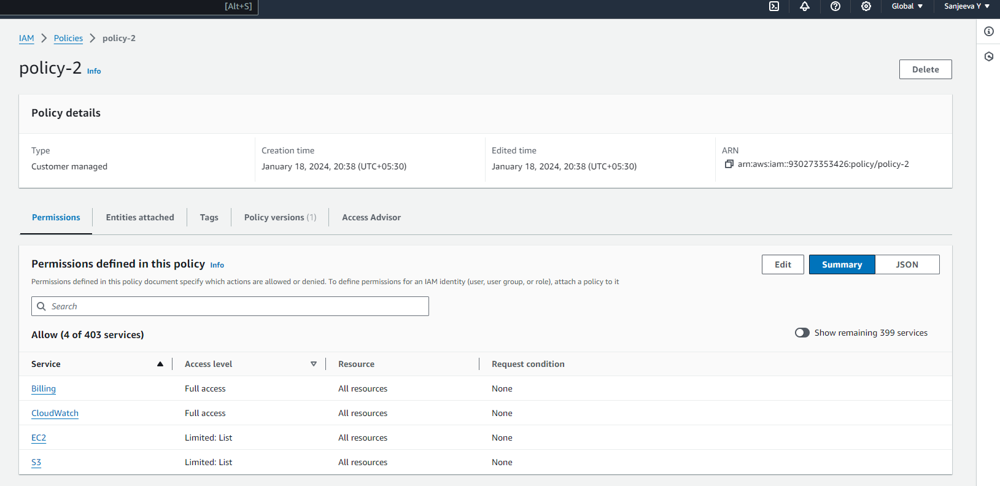 [Alt+S]
Global
Sanjeeva Y
IAM
Policies
policy-2
policy-2
Info
Delete
Policy details
Type
Creation time
Edited time
ARN
Customer managed
January 18, 2024, 20:38 (UTC+05:30)
January 18, 2024, 20:38 (UTC+05:30)
arn:aws:iam::930273353426:policy/policy-2
Permissions
Entities attached
Tags
Policy versions (1)
Access Advisor
Permissions defined in this policy
Info
Edit
Summary
JSON
Permissions defined in this policy document specify which actions are allowed or denied. To define permissions for an IAM identity (user, user group, or role), attach a policy to it
Search
Allow (4 of 403 services)
Show remaining 399 services
Service
Access level
Resource
Request condition
Billing
Full access
All resources
None
CloudWatch
Full access
All resources
None
EC2
Limited: List
All resources
None
S3
Limited: List
All resources
None